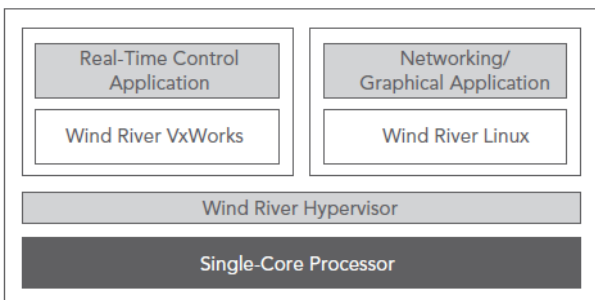 Real-Time Control
Application
Networking/
Graphical Application
Wind River VxWorks
Wind River Linux
Wind River Hypervisor
Single-Core Processor